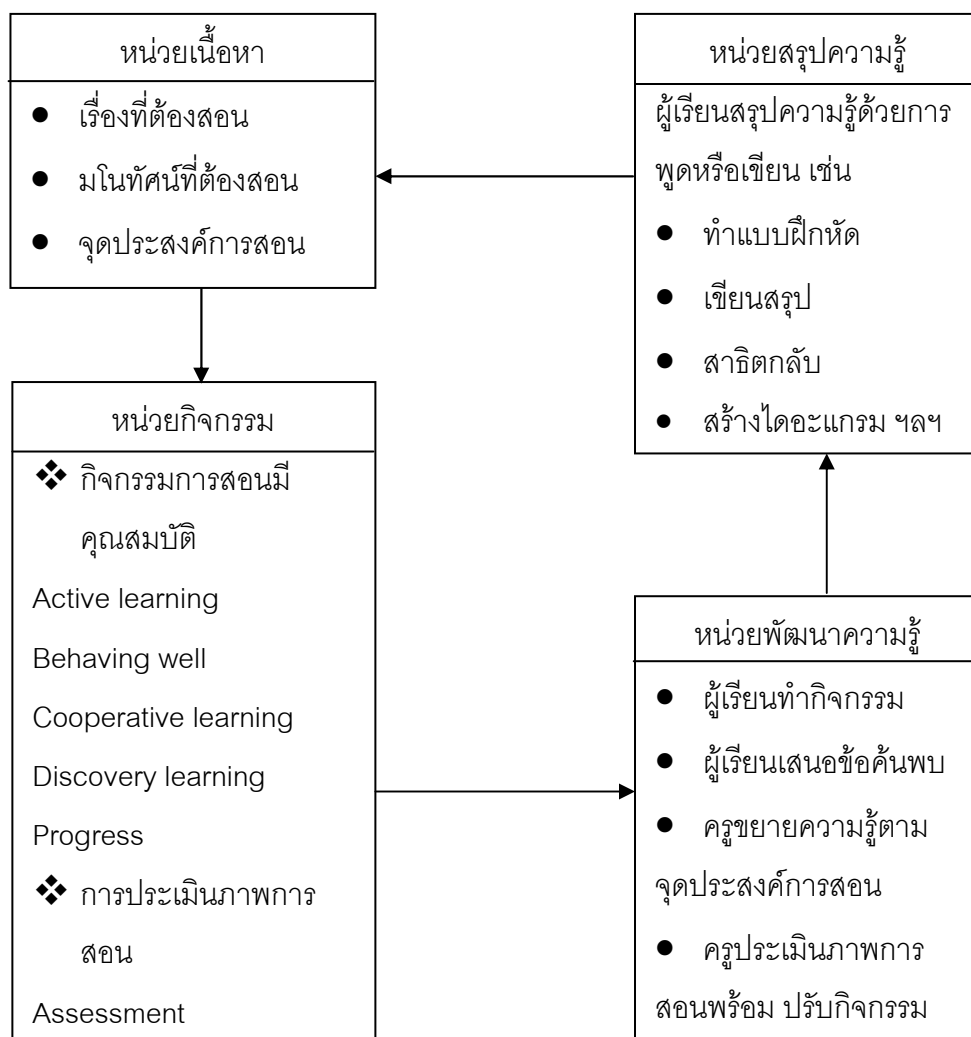 หน่วยเนื้อหา
● เรื่องที่ต้องสอน
● มโนทัศน์ที่ต้องสอน
● จุดประสงค์การสอน
หน่วยกิจกรรม
❖ กิจกรรมการสอนมี
คุณสมบัติ
Active learning
Behaving well
Cooperative learning
Discovery learning
Progress
❖ การประเมินภาพการ
สอน
Assessment
หน่วยพัฒนาความรู้
● ผู้เรียนทำกิจกรรม
● ผู้เรียนเสนอข้อค้นพบ
● ครูขยายความรู้ตาม
จุดประสงค์การสอน
● ครูประเมินภาพการ
สอนพร้อม ปรับกิจกรรม
หน่วยสรุปความรู้
ผู้เรียนสรุปความรู้ด้วยการ
พูดหรือเขียน เช่น
● ทำแบบฝึกหัด
● เขียนสรุป
● สาธิตกลับ
● สร้างไดอะแกรม ฯลฯ